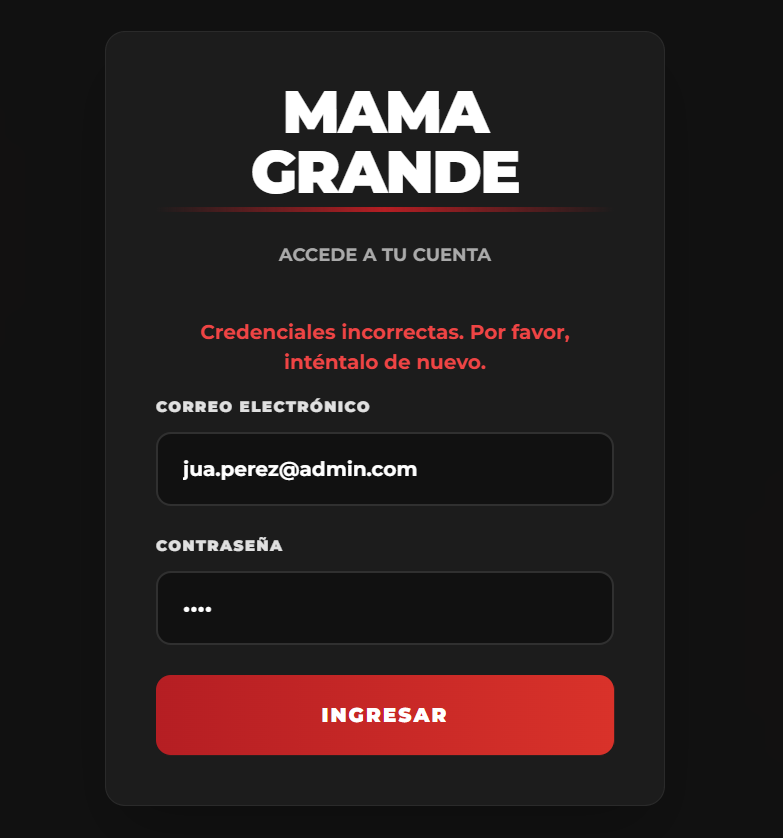 MAMA
GRANDE
ACCEDE A TU CUENTA
Credenciales incorrectas. Por favor,
inténtalo de nuevo.
CORREO ELECTRÓNICO
jua.perez@admin.com
CONTRASEÑA
••••
INGRESAR